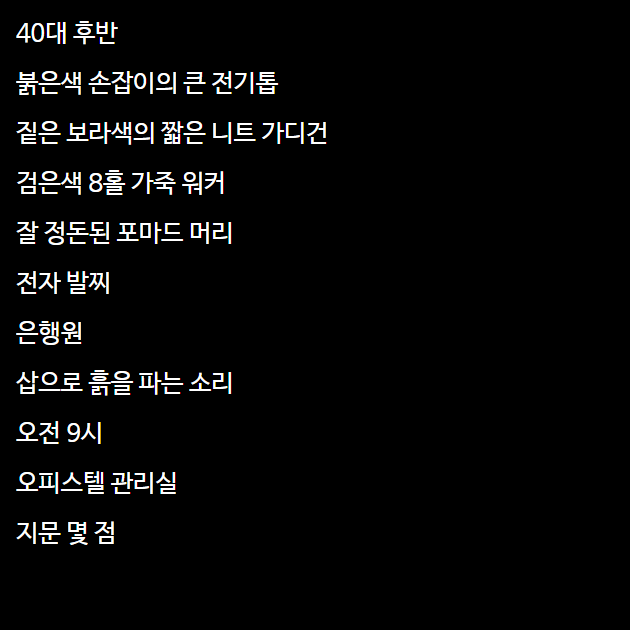 40대 후반
붉은색 손잡이의 큰 전기톱
짙은 보라색의 짧은 니트 가디건
검은색 8홀 가죽 워커
잘 정돈된 포마드 머리
전자 발찌
은행원
삽으로 흙을 파는 소리
오전 9시
오피스텔 관리실
지문 몇 점